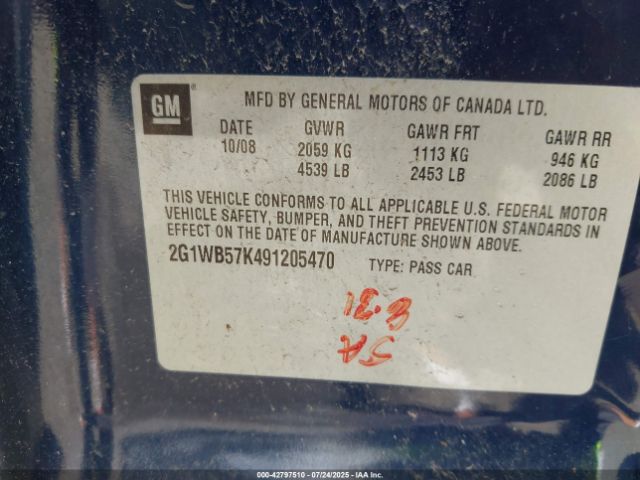 GM
MFD BY GENERAL MOTORS OF CANADA LTD.
DATE GVWR GAWR FRT GAWR RR
10/08 2059 KG 1113 KG 946 KG
4539 LB 2453 LB 2086 LB
THIS VEHICLE CONFORMS TO ALL APPLICABLE U.S. FEDERAL MOTOR
VEHICLE SAFETY, BUMPER, AND THEFT PREVENTION STANDARDS IN
EFFECT ON THE DATE OF MANUFACTURE SHOWN ABOVE.
2G1WB57K491205470 TYPE: PASS CAR
000-42797510 - 07/24/2025 - IAA Inc.